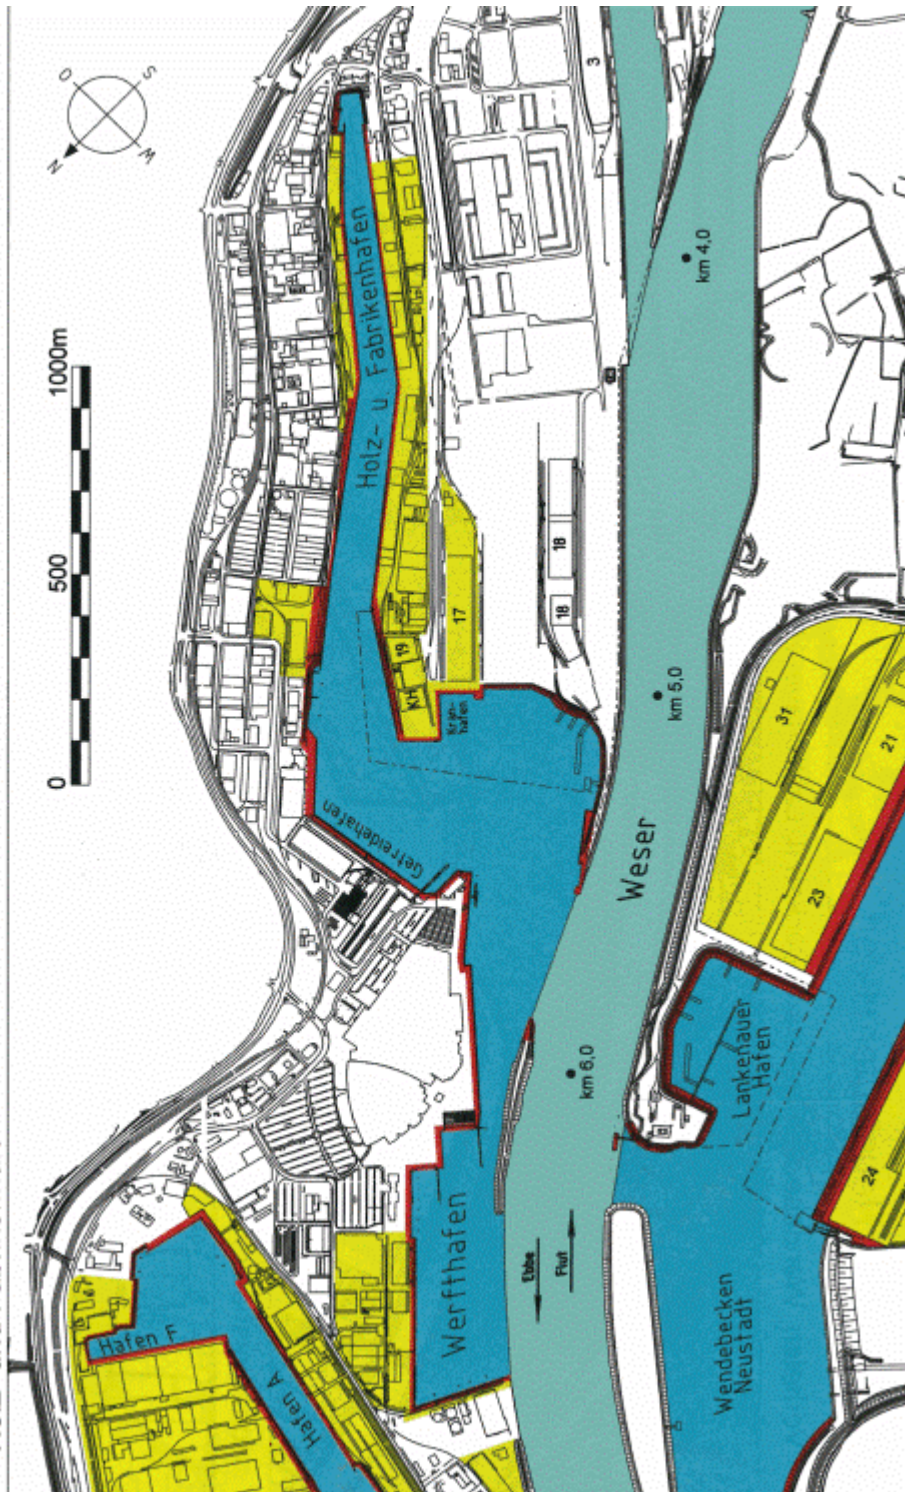 S
O
W
N
3
km 4,0
1000m
500
0
Holz- u Fabrikenhafen
18
18
17
19
KH
Kran-
hafen
km 5,0
31
21
23
Getreidehafen
Weser
Lankenauer
Hafen
km 6,0
24
Werfthafen
Ebbe
Flut
Wendebecken
Neustadt
Hafen F
Hafen A